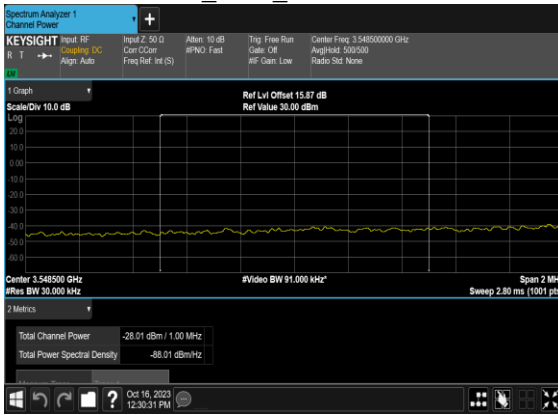 Spectrum Analyzer 1
Channel Power
+
KEYSIGHT
R T
Input: RF
Coupling: DC
Align: Auto
Input Z: 50 Ω
Corr CCorr
Freq Ref: Int (S)
Atten: 10 dB
#PNO: Fast
Trig: Free Run
Gate: Off
#IF Gain: Low
Center Freq: 3.548500000 GHz
Avg|Hold: 500/500
Radio Std: None
LXI
1 Graph
Scale/Div 10.0 dB
Ref Lvl Offset 15.87 dB
Ref Value 30.00 dBm
Log
20.0
10.0
0.00
-10.0
-20.0
-30.0
-40.0
-50.0
-60.0
Center 3.548500 GHz
#Video BW 91.000 kHz*
Span 2 MH
#Res BW 30.000 kHz
Sweep 2.80 ms (1001 pts
2 Metrics
Total Channel Power -28.01 dBm / 1.00 MHz
Total Power Spectral Density -88.01 dBm/Hz
?
Oct 16, 2023
12:30:31 PM